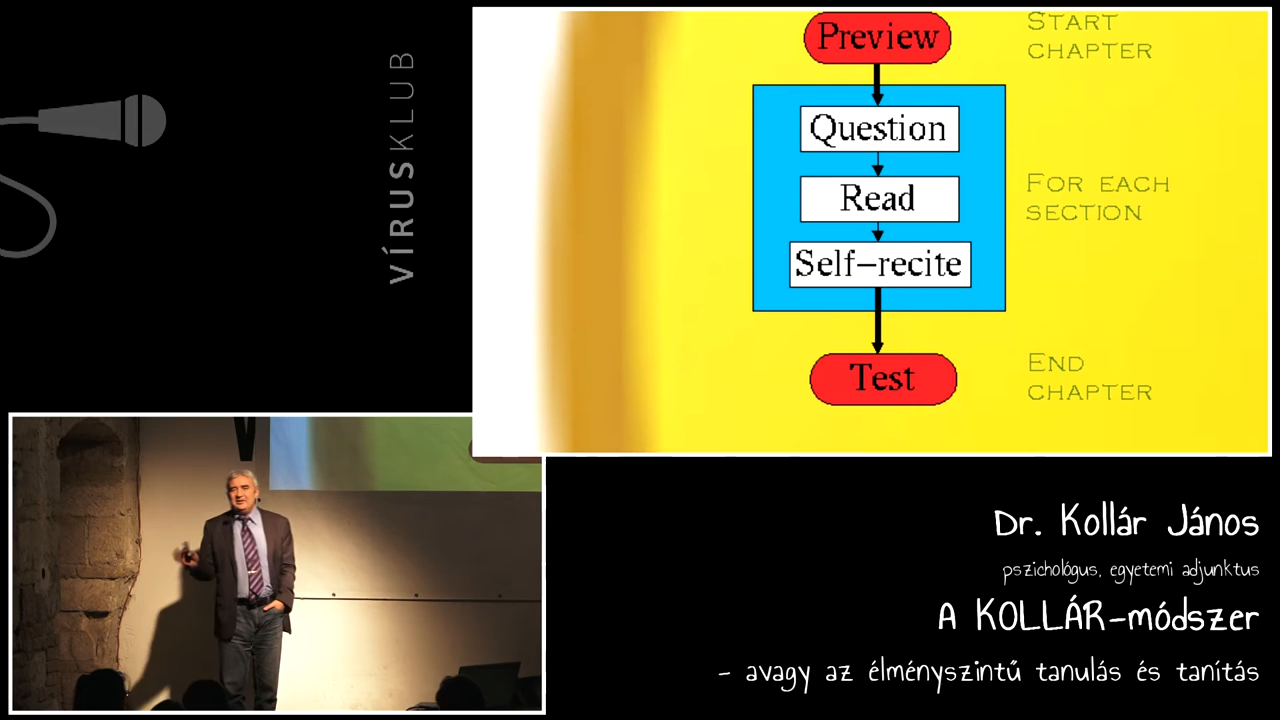 VÍRUSKLUB
Preview
START
CHAPTER
Question
Read
Self-recite
FOR EACH
SECTION
Test
END
CHAPTER
Dr. Kollár János
pszichológus, egyetemi adjunktus
A KOLLÁR-módszer
- avagy az élményszintű tanulás és tanítás